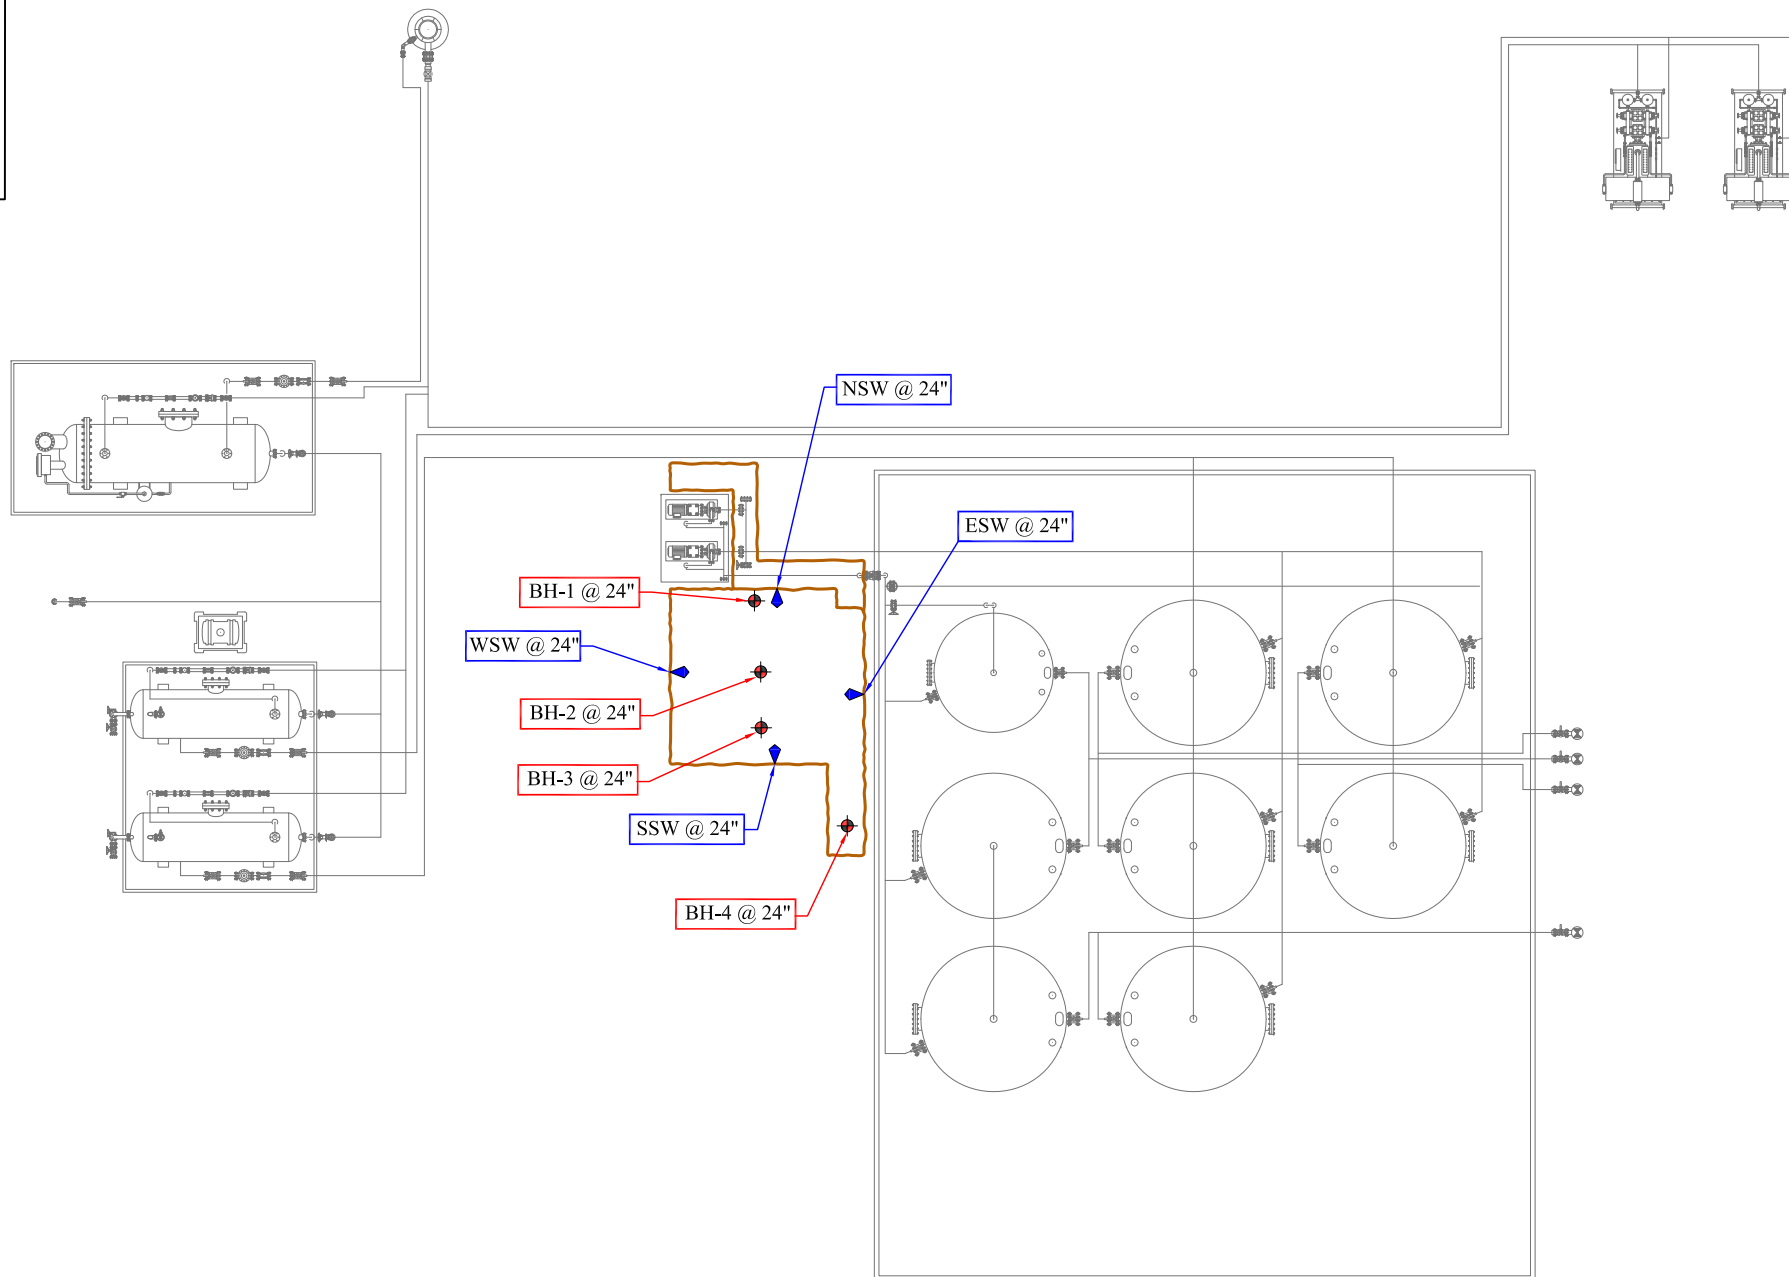 NSW @ 24"
ESW @ 24"
BH-1 @ 24"
WSW @ 24"
BH-2 @ 24"
BH-3 @ 24"
SSW @ 24"
BH-4 @ 24"